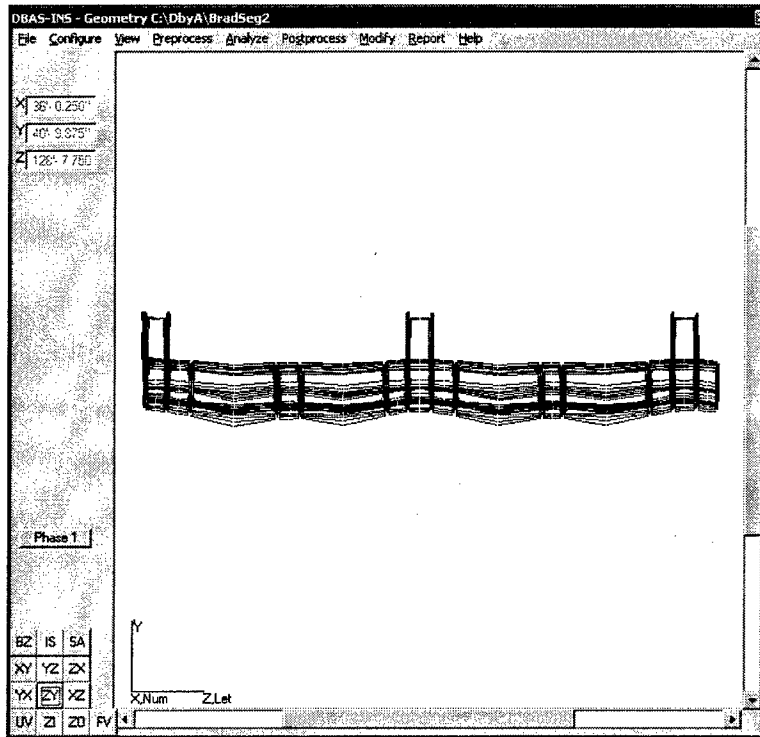 DBAS-INS - Geometry C:\DbyA\BradSeg2
File Configure View Preprocess Analyze Postprocess Modify Report Help
X 36'- 0.250"
Y 40'- 9.875"
Z 128'- 7.750
Phase 1
Y
X,Num Z,Let
BZ IS SA
XY YZ ZX
YX ZY XZ
UV ZI ZO FV